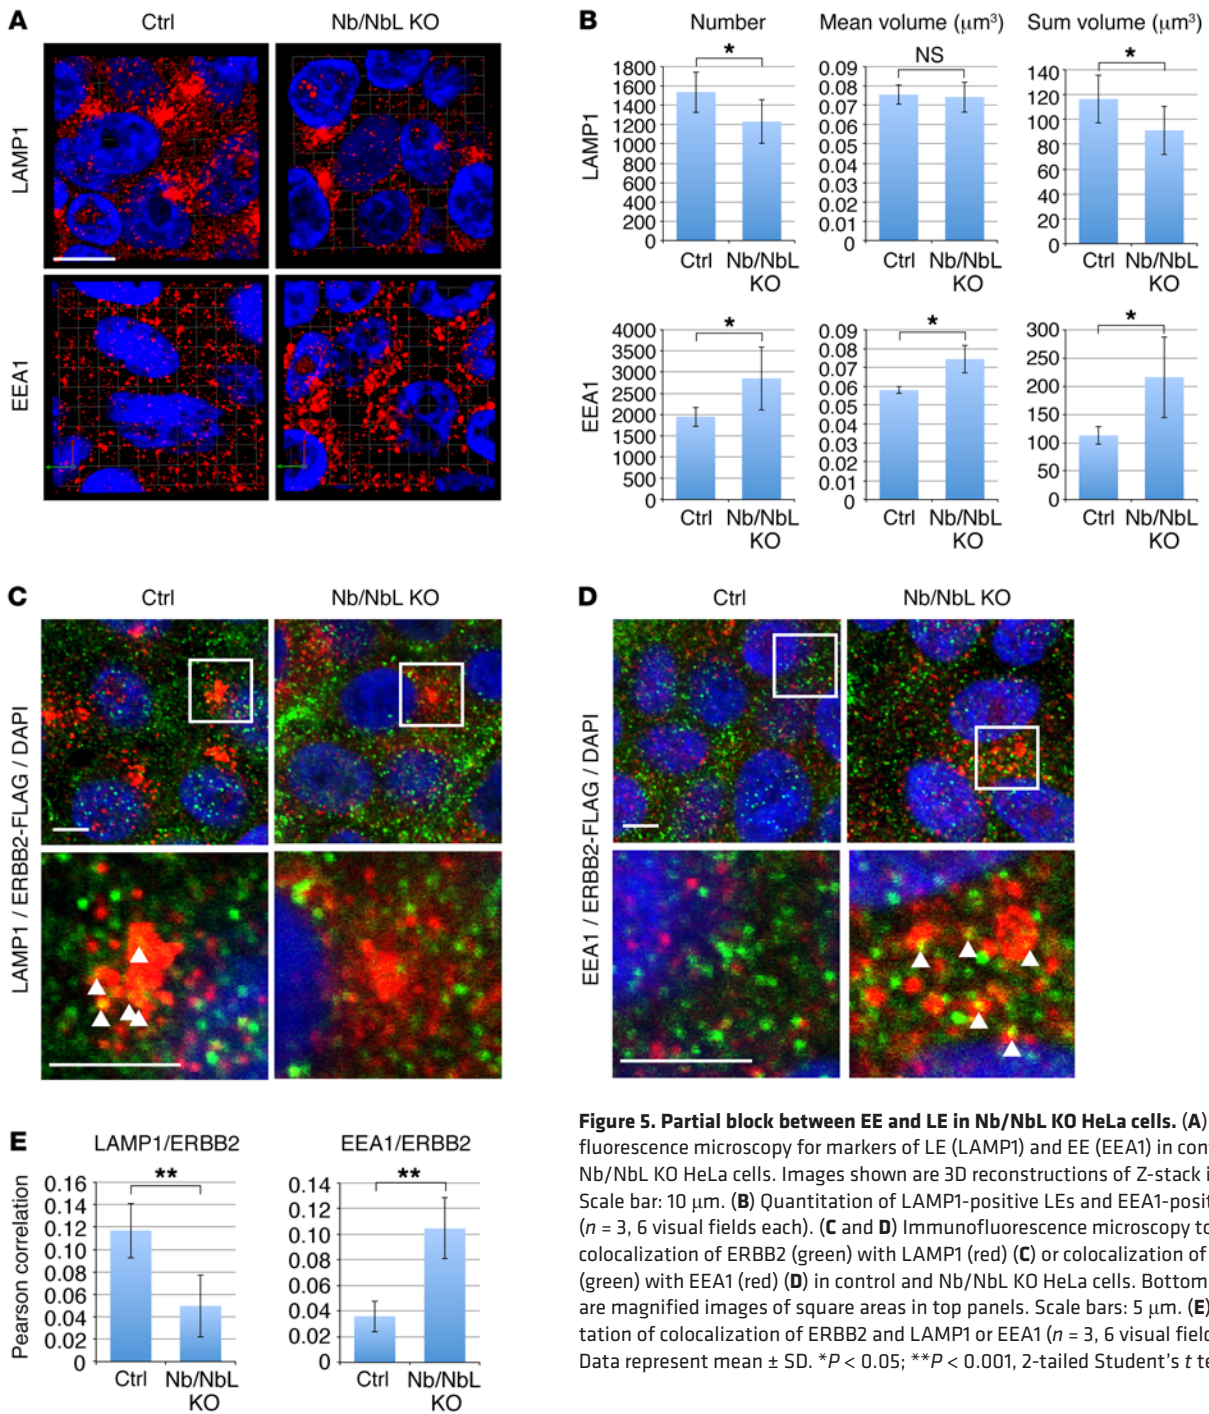 A
Ctrl
Nb/NbL KO
LAMP1
EEA1
B
Number
Mean volume (μm³)
Sum volume (μm³)
LAMP1
*
1800
1600
1400
1200
1000
800
600
400
200
0
Ctrl Nb/NbL
KO
NS
0.09
0.08
0.07
0.06
0.05
0.04
0.03
0.02
0.01
0
Ctrl Nb/NbL
KO
*
140
120
100
80
60
40
20
0
Ctrl Nb/NbL
KO
EEA1
*
4000
3500
3000
2500
2000
1500
1000
500
0
Ctrl Nb/NbL
KO
*
0.09
0.08
0.07
0.06
0.05
0.04
0.03
0.02
0.01
0
Ctrl Nb/NbL
KO
*
300
250
200
150
100
50
0
Ctrl Nb/NbL
KO
C
Ctrl
Nb/NbL KO
LAMP1 / ERBB2-FLAG / DAPI
D
Ctrl
Nb/NbL KO
EEA1 / ERBB2-FLAG / DAPI
E
LAMP1/ERBB2
Pearson correlation
**
0.16
0.14
0.12
0.10
0.08
0.06
0.04
0.02
0
Ctrl Nb/NbL
KO
EEA1/ERBB2
**
0.14
0.12
0.10
0.08
0.06
0.04
0.02
0
Ctrl Nb/NbL
KO
Figure 5. Partial block between EE and LE in Nb/NbL KO HeLa cells. (A)
fluorescence microscopy for markers of LE (LAMP1) and EE (EEA1) in con
Nb/NbL KO HeLa cells. Images shown are 3D reconstructions of Z-stack i
Scale bar: 10 μm. (B) Quantitation of LAMP1-positive LEs and EEA1-posit
(n = 3, 6 visual fields each). (C and D) Immunofluorescence microscopy to
colocalization of ERBB2 (green) with LAMP1 (red) (C) or colocalization of
(green) with EEA1 (red) (D) in control and Nb/NbL KO HeLa cells. Bottom
are magnified images of square areas in top panels. Scale bars: 5 μm. (E)
tation of colocalization of ERBB2 and LAMP1 or EEA1 (n = 3, 6 visual field
Data represent mean ± SD. *P < 0.05; **P < 0.001, 2-tailed Student's t te